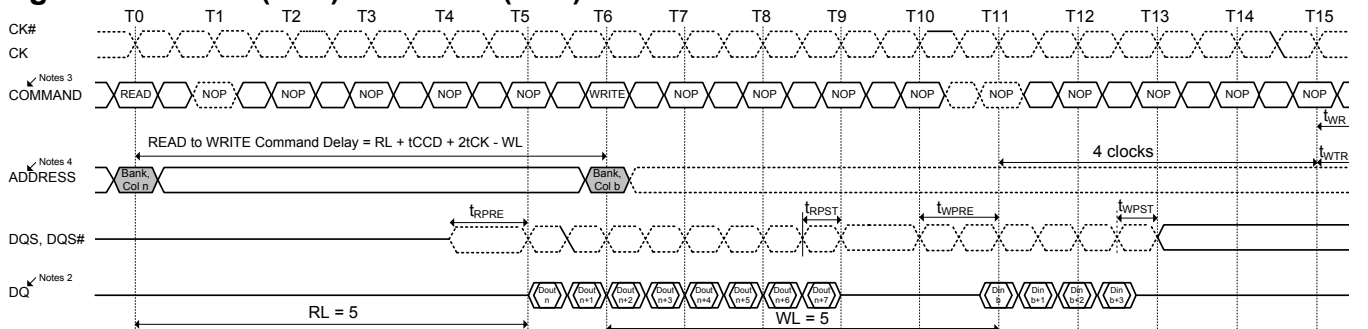 T0 T1 T2 T3 T4 T5 T6 T7 T8 T9 T10 T11 T12 T13 T14 T15
CK#
CK
Notes 3
COMMAND READ NOP NOP NOP NOP NOP WRITE NOP NOP NOP NOP NOP NOP NOP NOP NOP
tWR
READ to WRITE Command Delay = RL + tCCD + 2tCK - WL
4 clocks
tWTR
Notes 4
ADDRESS Bank, Col n Bank, Col b
tRPRE tRPST tWPRE tWPST
DQS, DQS#
Notes 2
DQ Dout n Dout n+1 Dout n+2 Dout n+3 Dout n+4 Dout n+5 Dout n+6 Dout n+7 Din b Din b+1 Din b+2 Din b+3
RL = 5 WL = 5